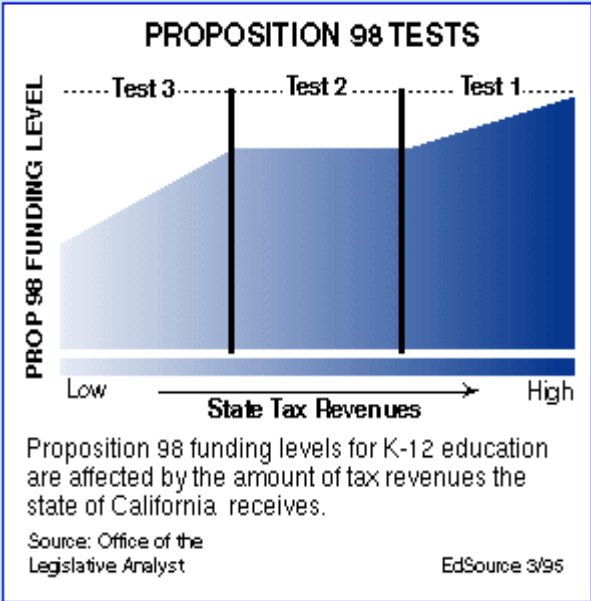 PROPOSITION 98 TESTS
Test 3 Test 2 Test 1
PROP 98 FUNDING LEVEL
Low High
State Tax Revenues
Proposition 98 funding levels for K-12 education
are affected by the amount of tax revenues the
state of California receives.
Source: Office of the
Legislative Analyst EdSource 3/95